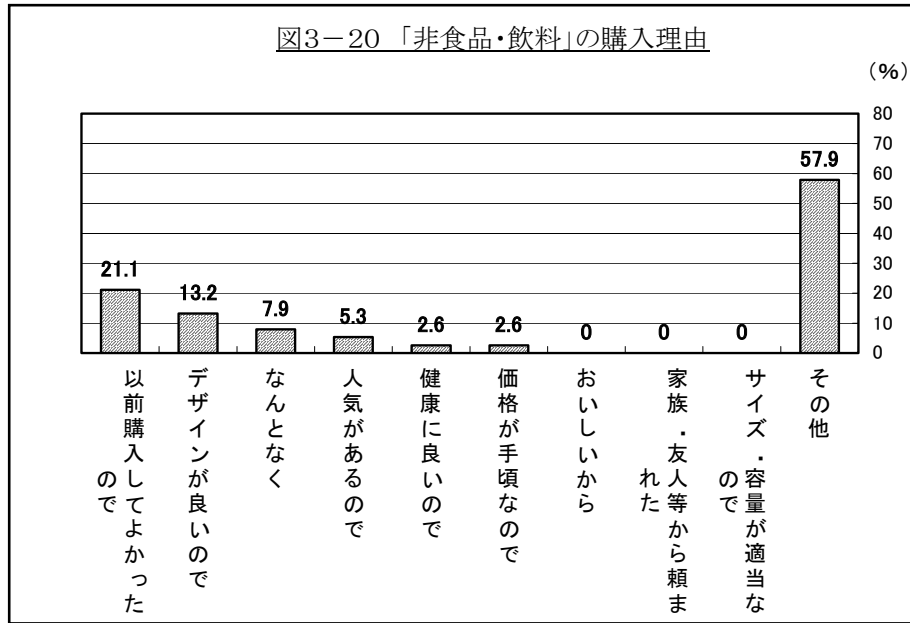 図3－20 「非食品・飲料」の購入理由
（％）
80
70
60
50
40
30
20
10
0
21.1
13.2
7.9
5.3
2.6
2.6
0
0
0
57.9
以前購入してよかった
ので
デザインが良いので
なんとなく
人気があるので
健康に良いので
価格が手頃なので
おいしいから
家族・友人等から頼ま
れた
サイズ・容量が適当な
ので
その他